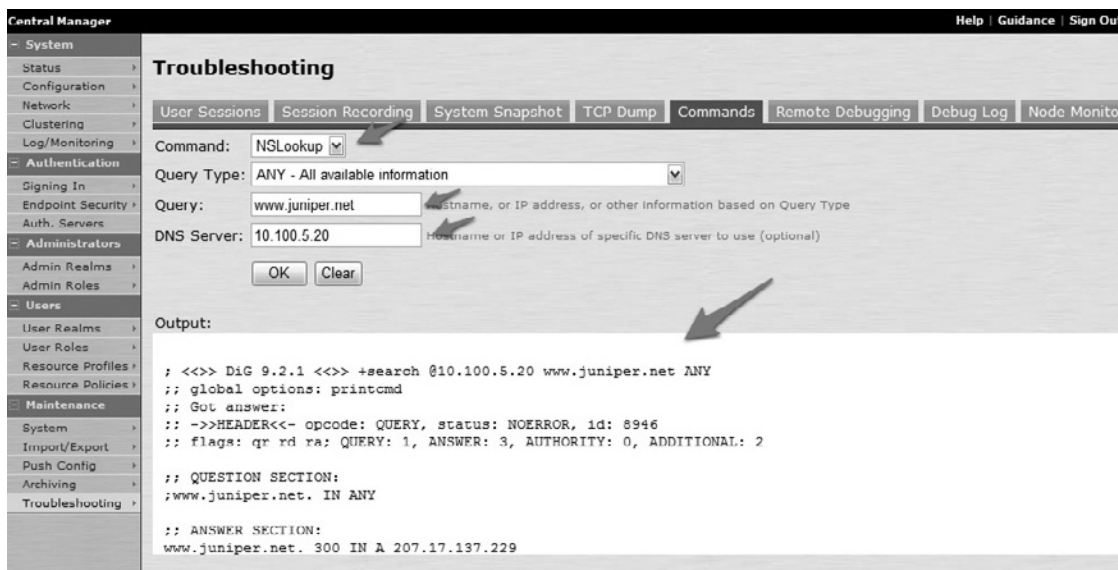 Central Manager
Help | Guidance | Sign Ou
System
Status
Configuration
Network
Clustering
Log/Monitoring
Authentication
Signing In
Endpoint Security
Auth. Servers
Administrators
Admin Realms
Admin Roles
Users
User Realms
User Roles
Resource Profiles
Resource Policies
Maintenance
System
Import/Export
Push Config
Archiving
Troubleshooting
Troubleshooting
User Sessions Session Recording System Snapshot TCP Dump Commands Remote Debugging Debug Log Node Monito
Command: NSLookup
Query Type: ANY - All available information
Query: www.juniper.net Hostname, or IP address, or other information based on Query Type
DNS Server: 10.100.5.20 Hostname or IP address of specific DNS server to use (optional)
OK Clear
Output:
; <<>> DiG 9.2.1 <<>> +search @10.100.5.20 www.juniper.net ANY
;; global options: printcmd
;; Got answer:
;; ->>HEADER<<- opcode: QUERY, status: NOERROR, id: 8946
;; flags: qr rd ra; QUERY: 1, ANSWER: 3, AUTHORITY: 0, ADDITIONAL: 2
;; QUESTION SECTION:
;www.juniper.net. IN ANY
;; ANSWER SECTION:
www.juniper.net. 300 IN A 207.17.137.229